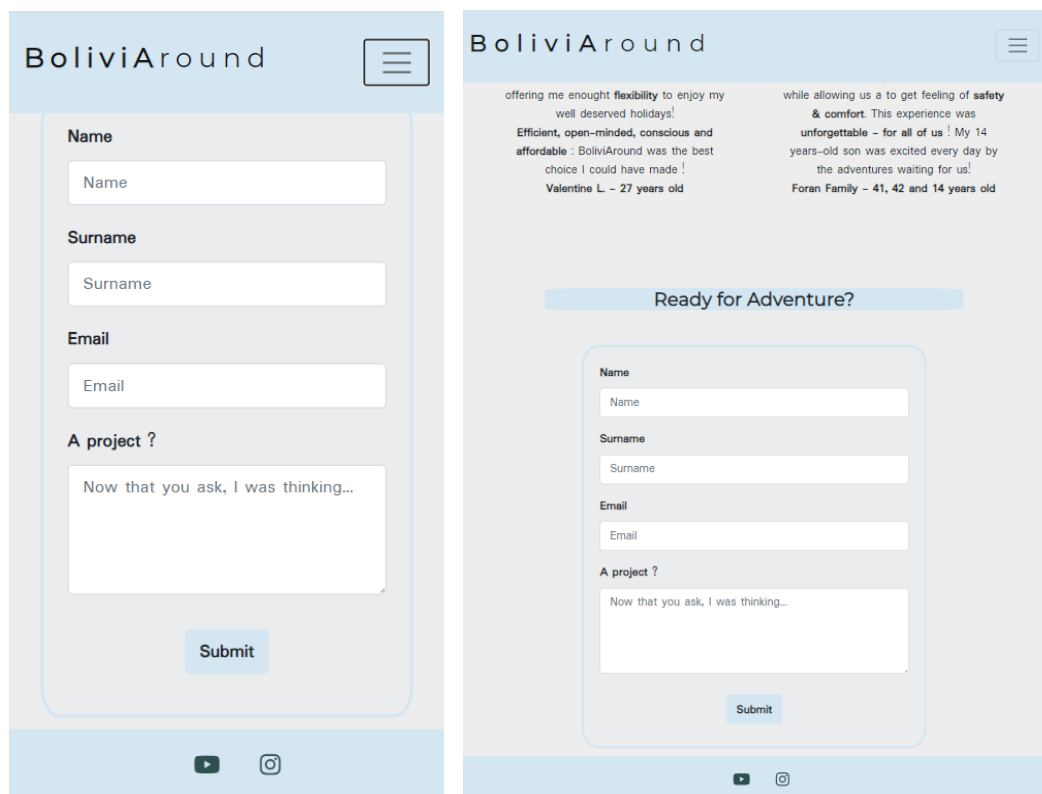 BoliviAround
Name
Name
Surname
Surname
Email
Email
A project ?
Now that you ask, I was thinking...
Submit
BoliviAround
offering me enought flexibility to enjoy my
well deserved holidays!
Efficient, open-minded, conscious and
affordable : BoliviAround was the best
choice I could have made !
Valentine L. - 27 years old
while allowing us a to get feeling of safety
& comfort. This experience was
unforgettable - for all of us ! My 14
years-old son was excited every day by
the adventures waiting for us!
Foran Family - 41, 42 and 14 years old
Ready for Adventure?
Name
Name
Surname
Surname
Email
Email
A project ?
Now that you ask, I was thinking...
Submit